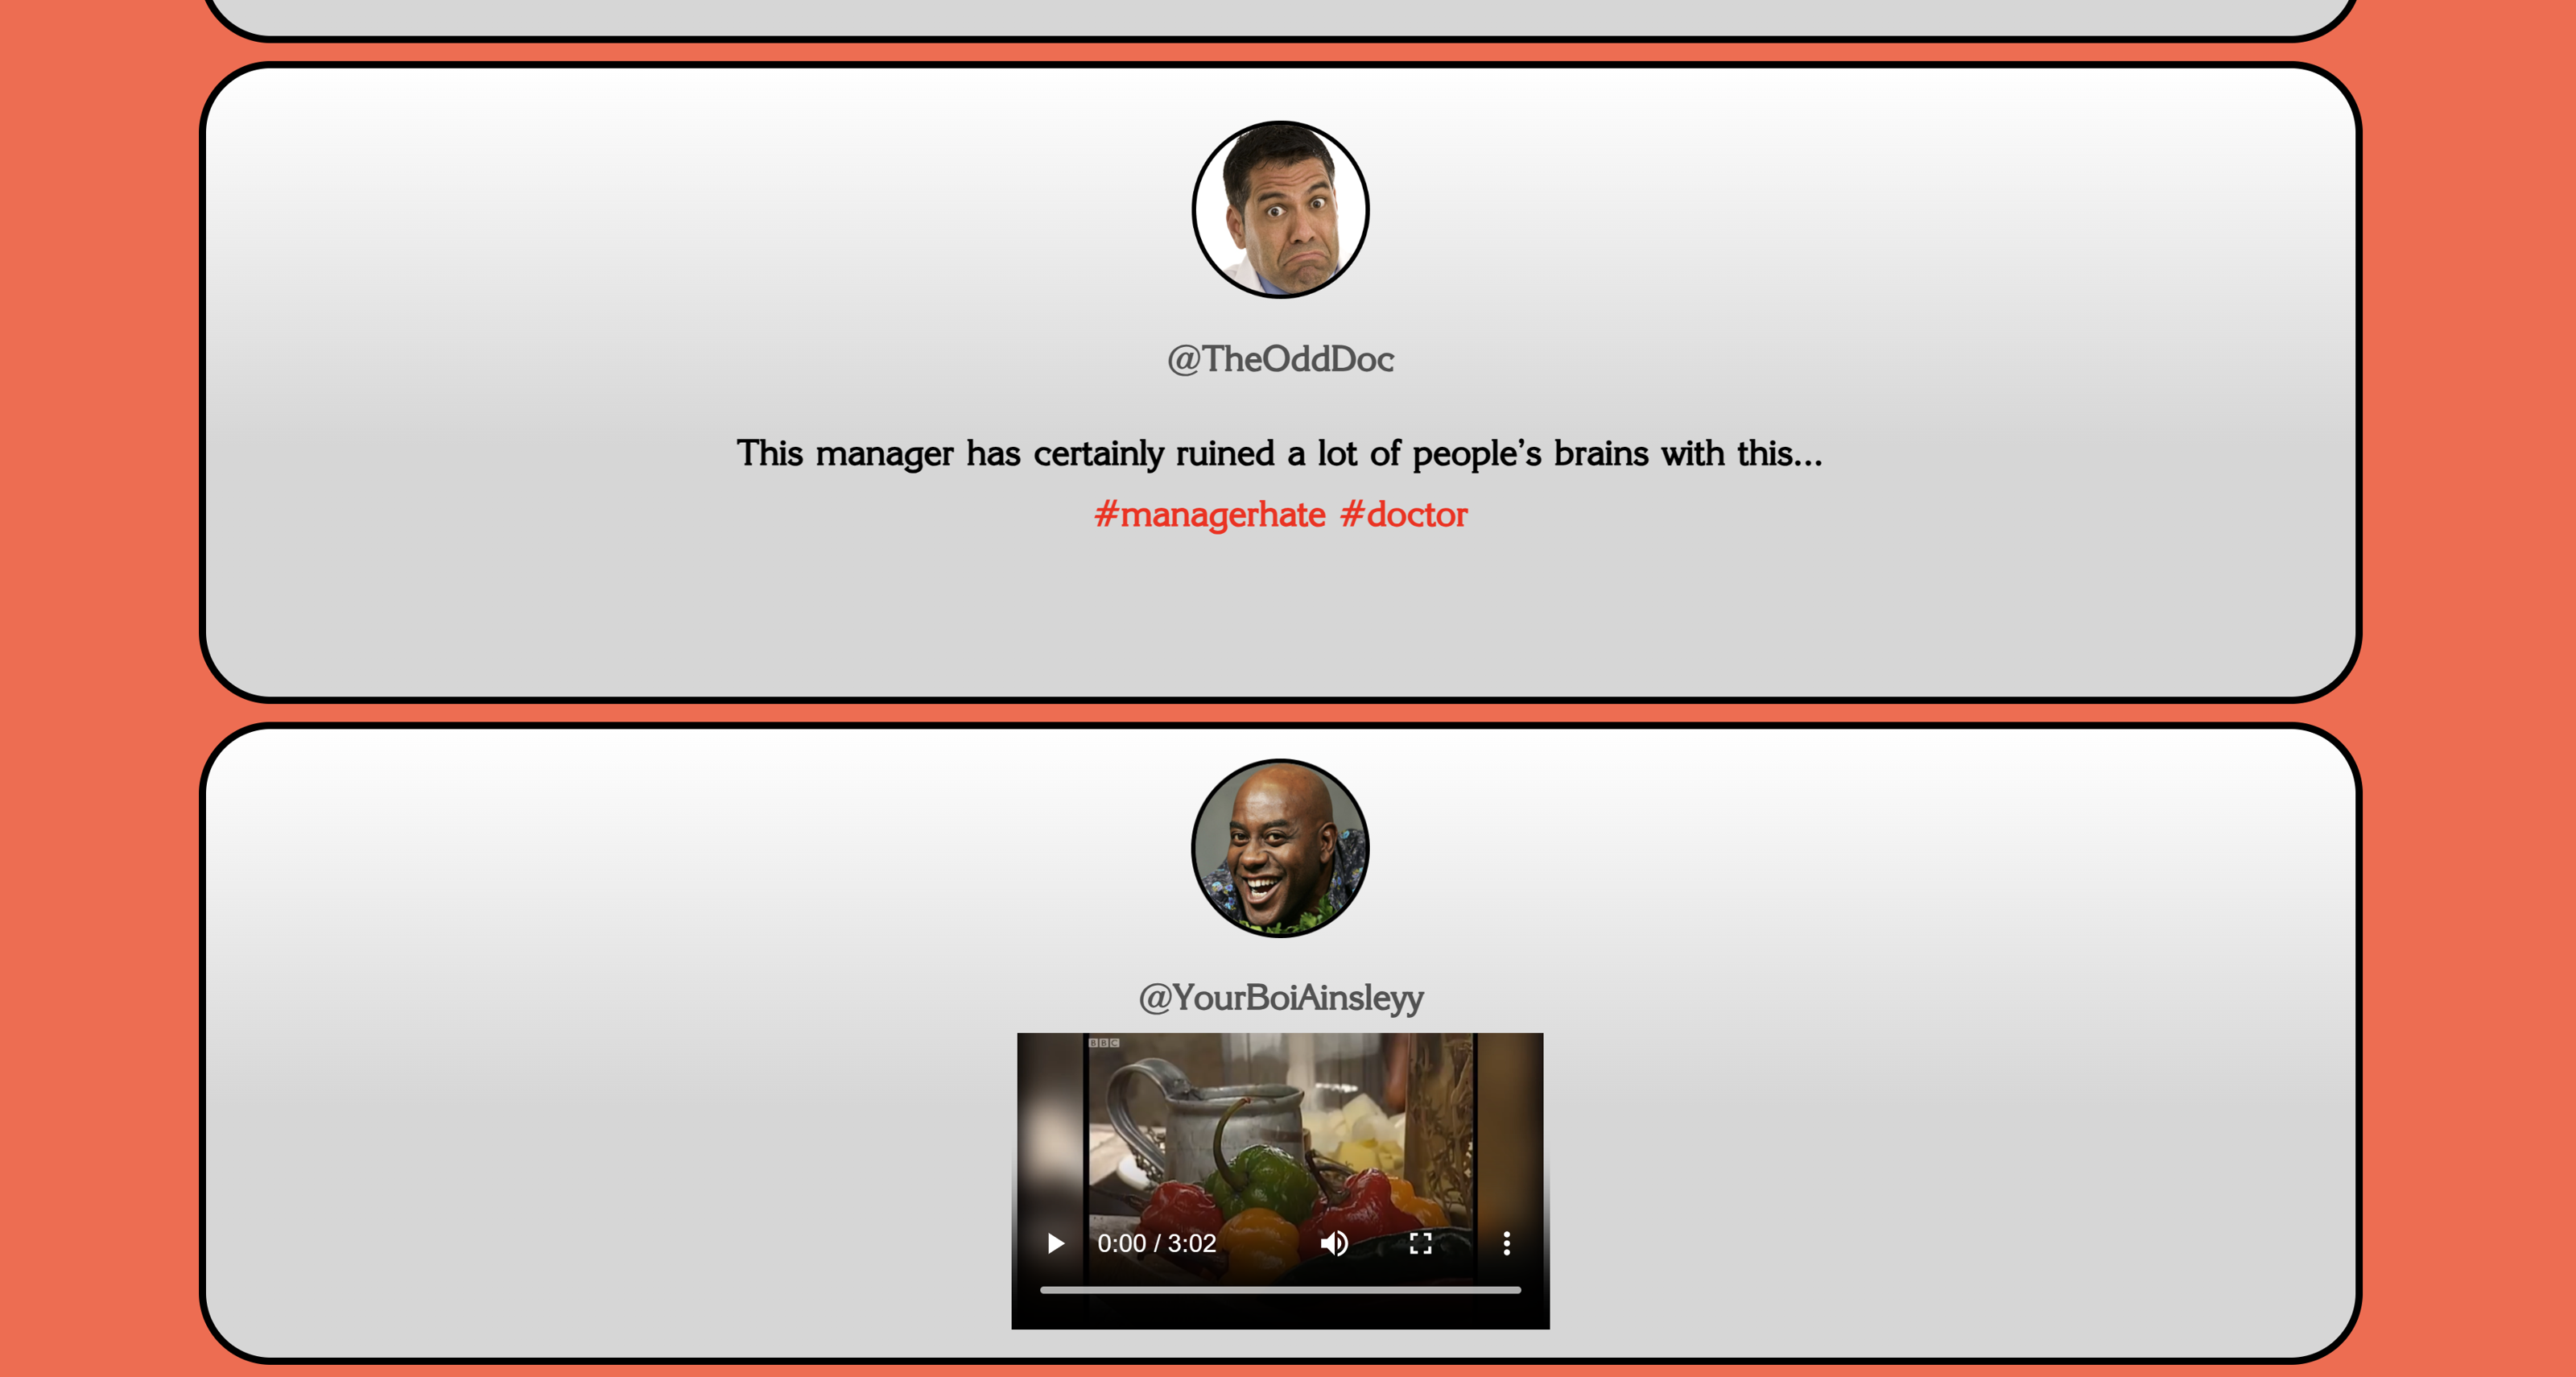 @TheOddDoc
This manager has certainly ruined a lot of people’s brains with this...
#managerhate #doctor
@YourBoiAinsleyy
BBC
0:00 / 3:02